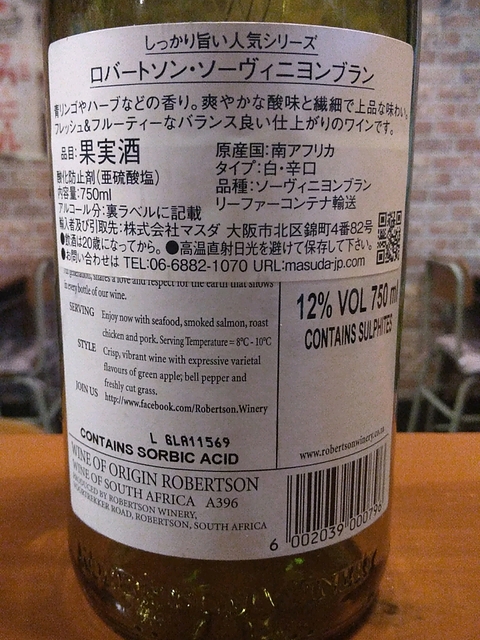 しっかり旨い人気シリーズ
ロバートソン・ソーヴィニヨンブラン
青リンゴやハーブなどの香り。爽やかな酸味と繊細で上品な味わい。
フレッシュ&フルーティーなバランス良い仕上がりのワインです。
品目:果実酒
原産国:南アフリカ
タイプ:白・辛口
酸化防止剤(亜硫酸塩)
品種:ソーヴィニヨンブラン
内容量:750ml
リーファーコンテナ輸送
アルコール分:裏ラベルに記載
輸入者及び引取先:株式会社マスダ 大阪市北区錦町4番82号
●飲酒は20歳になってから。●高温直射日光を避けて保存して下さい。
●お問い合わせは TEL:06-6882-1070 URL:masuda-jp.com
generation, shares a love and respect for the earth that shows
in every bottle of our wine.
SERVING Enjoy now with seafood, smoked salmon, roast
chicken and pork. Serving Temperature = 8°C - 10°C
STYLE Crisp, vibrant wine with expressive varietal
flavours of green apple, bell pepper and
freshly cut grass.
JOIN US http://www.facebook.com/Robertson.Winery
12% VOL 750 ml
CONTAINS SULPHITES
L 6LA11569
CONTAINS SORBIC ACID
www.robertsonwinery.co.za
WINE OF ORIGIN ROBERTSON
WINE OF SOUTH AFRICA A396
PRODUCED BY ROBERTSON WINERY,
ROAD, ROBERTSON, SOUTH AFRICA
6 002039 000796